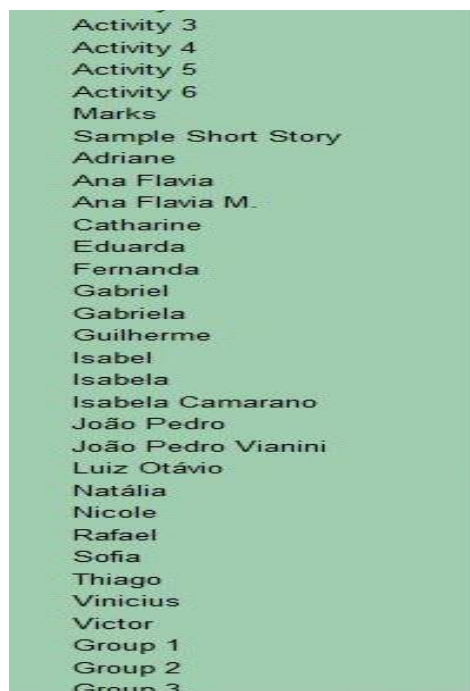 Activity 3
Activity 4
Activity 5
Activity 6
Marks
Sample Short Story
Adriane
Ana Flavia
Ana Flavia M.
Catharine
Eduarda
Fernanda
Gabriel
Gabriela
Guilherme
Isabel
Isabela
Isabela Camarano
João Pedro
João Pedro Vianini
Luiz Otávio
Natália
Nicole
Rafael
Sofia
Thiago
Vinicius
Victor
Group 1
Group 2
Group 3